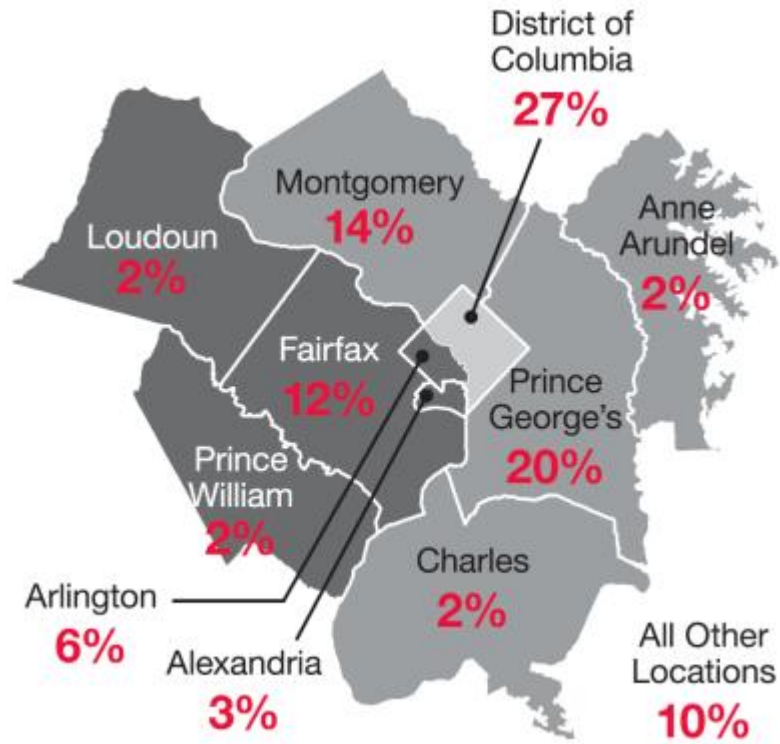 District of
Columbia
27%
Montgomery
14%
Anne
Arundel
2%
Loudoun
2%
Fairfax
12%
Prince
George's
20%
Prince
William
2%
Charles
2%
Arlington
6%
Alexandria
3%
All Other
Locations
10%